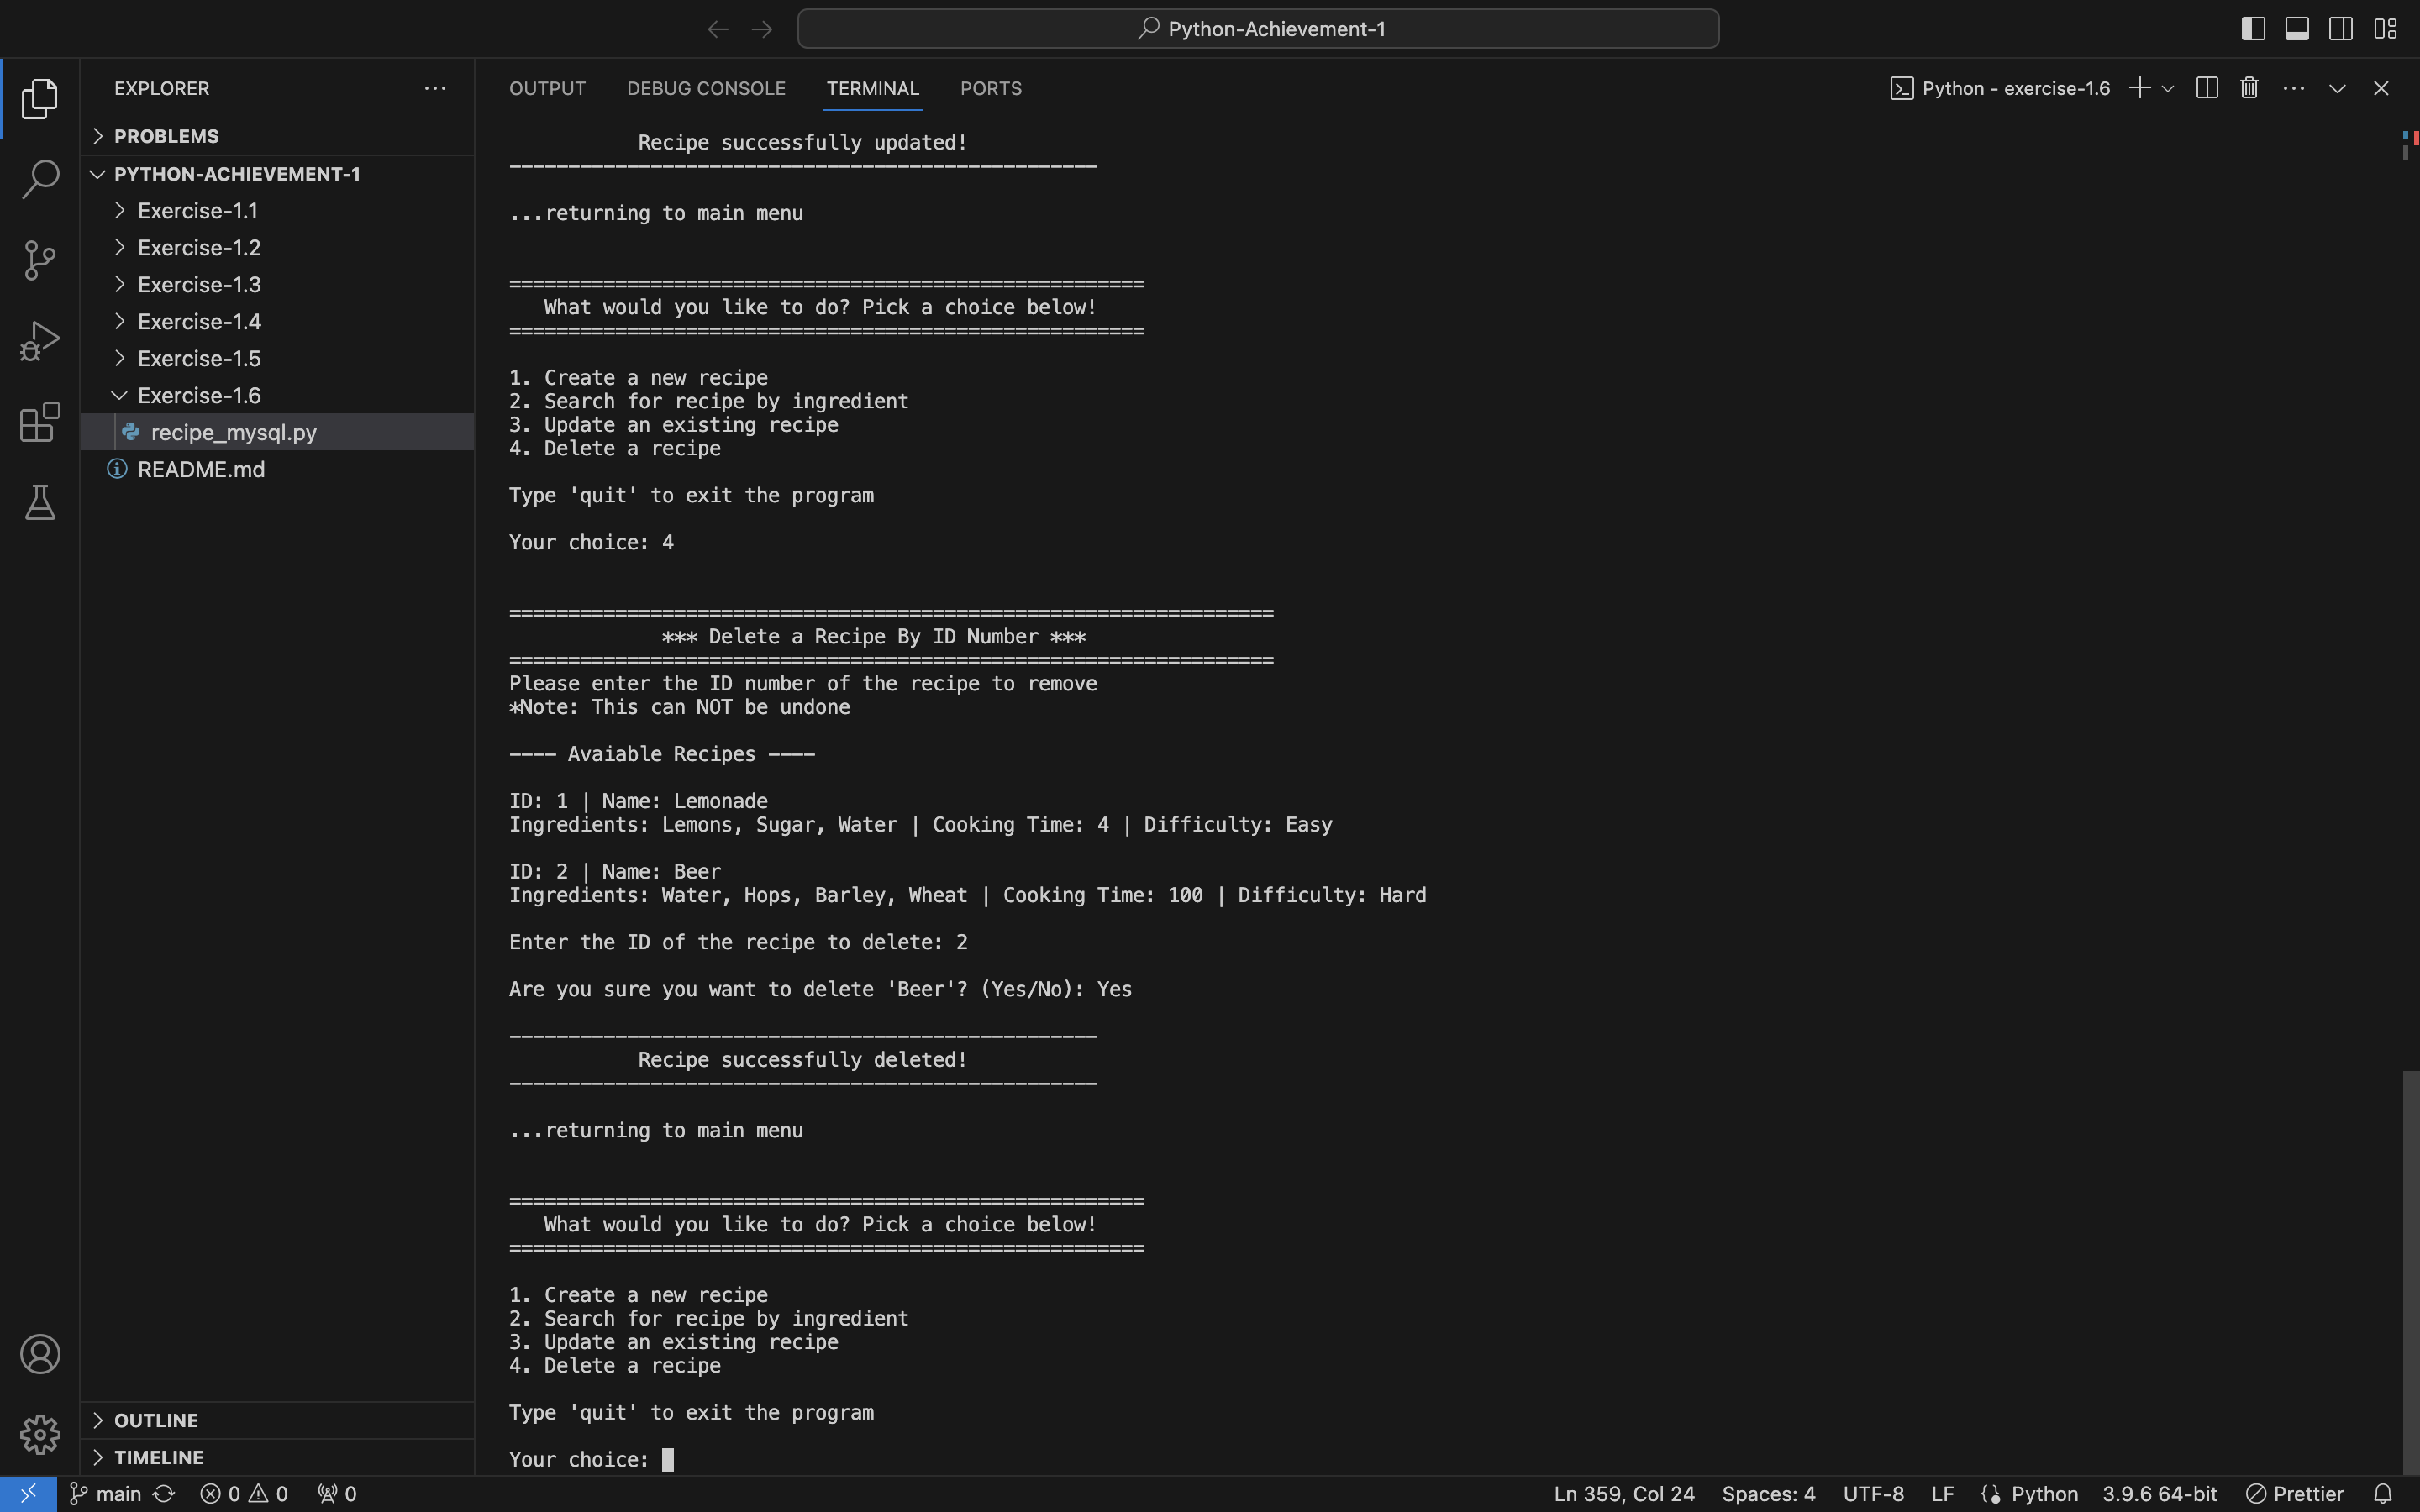 Python-Achievement-1
EXPLORER
PROBLEMS
PYTHON-ACHIEVEMENT-1
Exercise-1.1
Exercise-1.2
Exercise-1.3
Exercise-1.4
Exercise-1.5
Exercise-1.6
recipe_mysql.py
README.md
OUTLINE
TIMELINE
OUTPUT DEBUG CONSOLE TERMINAL PORTS
Python - exercise-1.6
Recipe successfully updated!
--------------------------------------------------
...returning to main menu
======================================================
What would you like to do? Pick a choice below!
======================================================
1. Create a new recipe
2. Search for recipe by ingredient
3. Update an existing recipe
4. Delete a recipe
Type 'quit' to exit the program
Your choice: 4
=================================================================
*** Delete a Recipe By ID Number ***
=================================================================
Please enter the ID number of the recipe to remove
*Note: This can NOT be undone
---- Avaiable Recipes ----
ID: 1 | Name: Lemonade
Ingredients: Lemons, Sugar, Water | Cooking Time: 4 | Difficulty: Easy
ID: 2 | Name: Beer
Ingredients: Water, Hops, Barley, Wheat | Cooking Time: 100 | Difficulty: Hard
Enter the ID of the recipe to delete: 2
Are you sure you want to delete 'Beer'? (Yes/No): Yes
--------------------------------------------------
Recipe successfully deleted!
--------------------------------------------------
...returning to main menu
======================================================
What would you like to do? Pick a choice below!
======================================================
1. Create a new recipe
2. Search for recipe by ingredient
3. Update an existing recipe
4. Delete a recipe
Type 'quit' to exit the program
Your choice:
main 0 0 0 Ln 359, Col 24 Spaces: 4 UTF-8 LF Python 3.9.6 64-bit Prettier